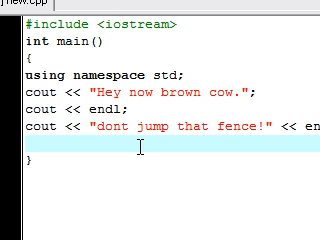 new.cpp
#include <iostream>
int main()
{
using namespace std;
cout << "Hey now brown cow.";
cout << endl;
cout << "dont jump that fence!" << en
}